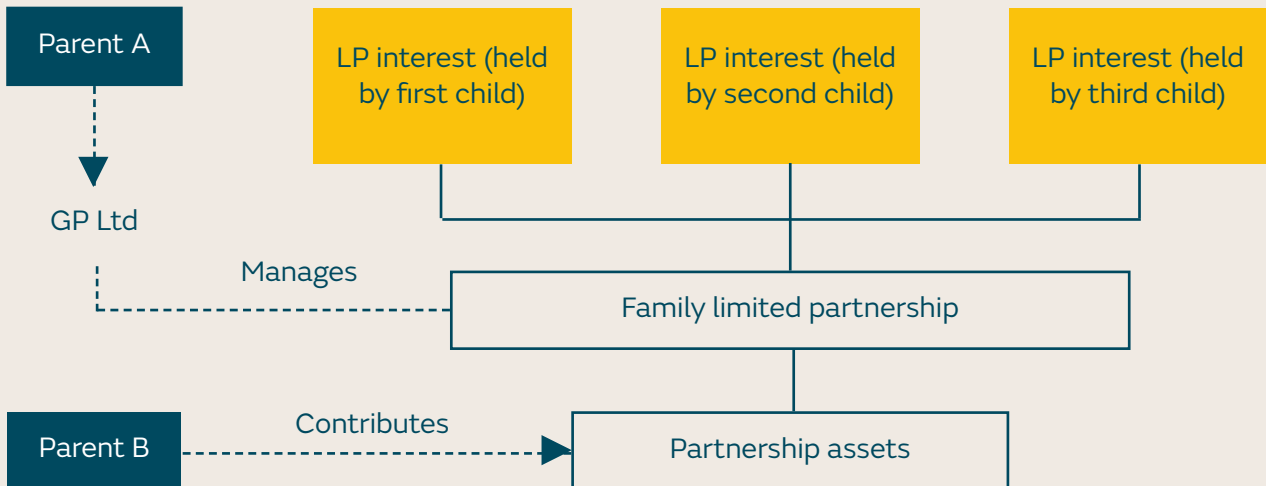 Parent A
LP interest (held
by first child)
LP interest (held
by second child)
LP interest (held
by third child)
GP Ltd
Manages
Family limited partnership
Parent B
Contributes
Partnership assets